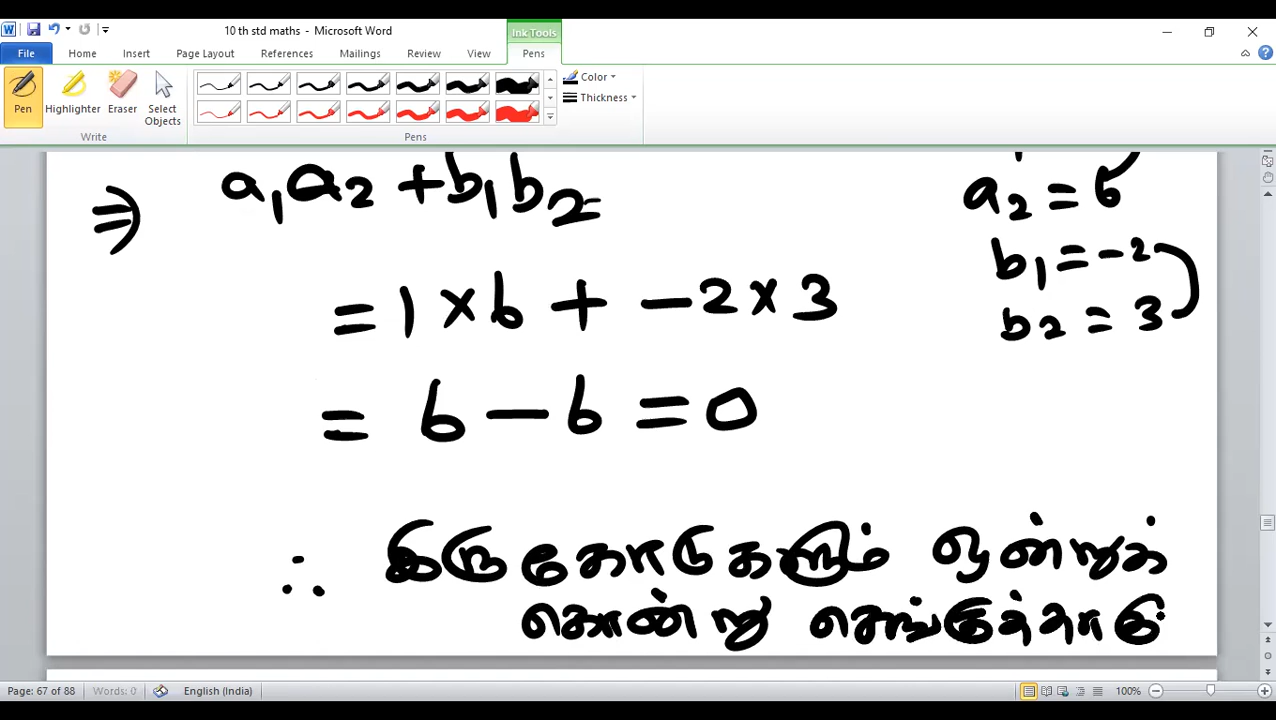 10 th std maths - Microsoft Word
Ink Tools
File Home Insert Page Layout References Mailings Review View Pens
Pen Highlighter Eraser Select Objects
Color
Thickness
Write Pens
⇒ a₁a₂ + b₁b₂ =
a₂ = 6
b₁ = -2
b₂ = 3
= 1 × 6 + -2 × 3
= 6 - 6 = 0
∴ இரு கோடுகளும் ஒன்றுக்
கொன்று செங்குத்தாகு
Page: 67 of 88 Words: 0 English (India) 100%